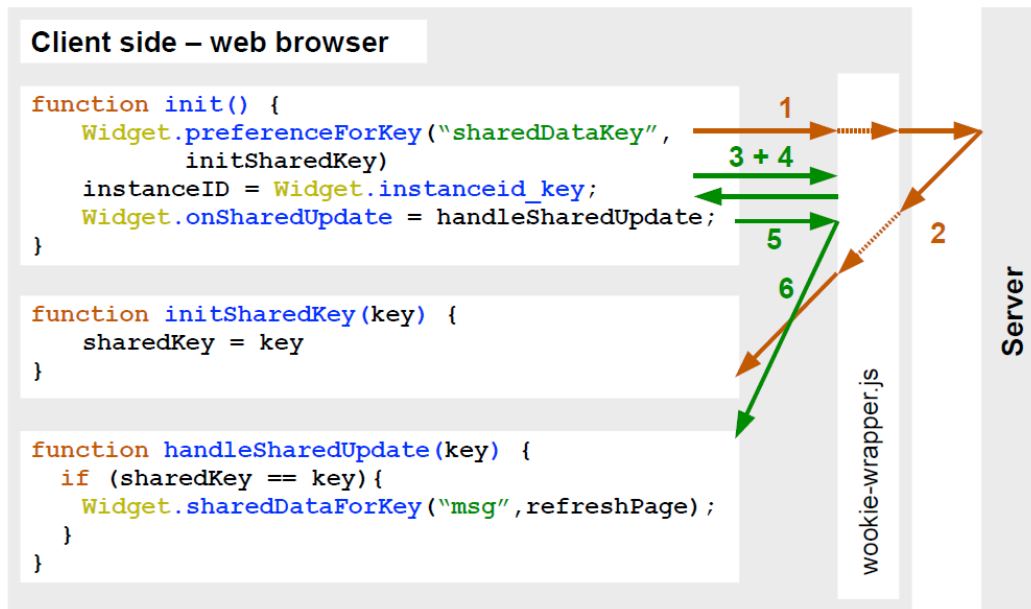 Client side – web browser
function init() {
Widget.preferenceForKey(“sharedDataKey”,
initSharedKey)
instanceID = Widget.instanceid_key;
Widget.onSharedUpdate = handleSharedUpdate;
}
1
3 + 4
5
2
6
function initSharedKey(key) {
sharedKey = key
}
function handleSharedUpdate(key) {
if (sharedKey == key){
Widget.sharedDataForKey(“msg”,refreshPage);
}
}
wookie-wrapper.js
Server